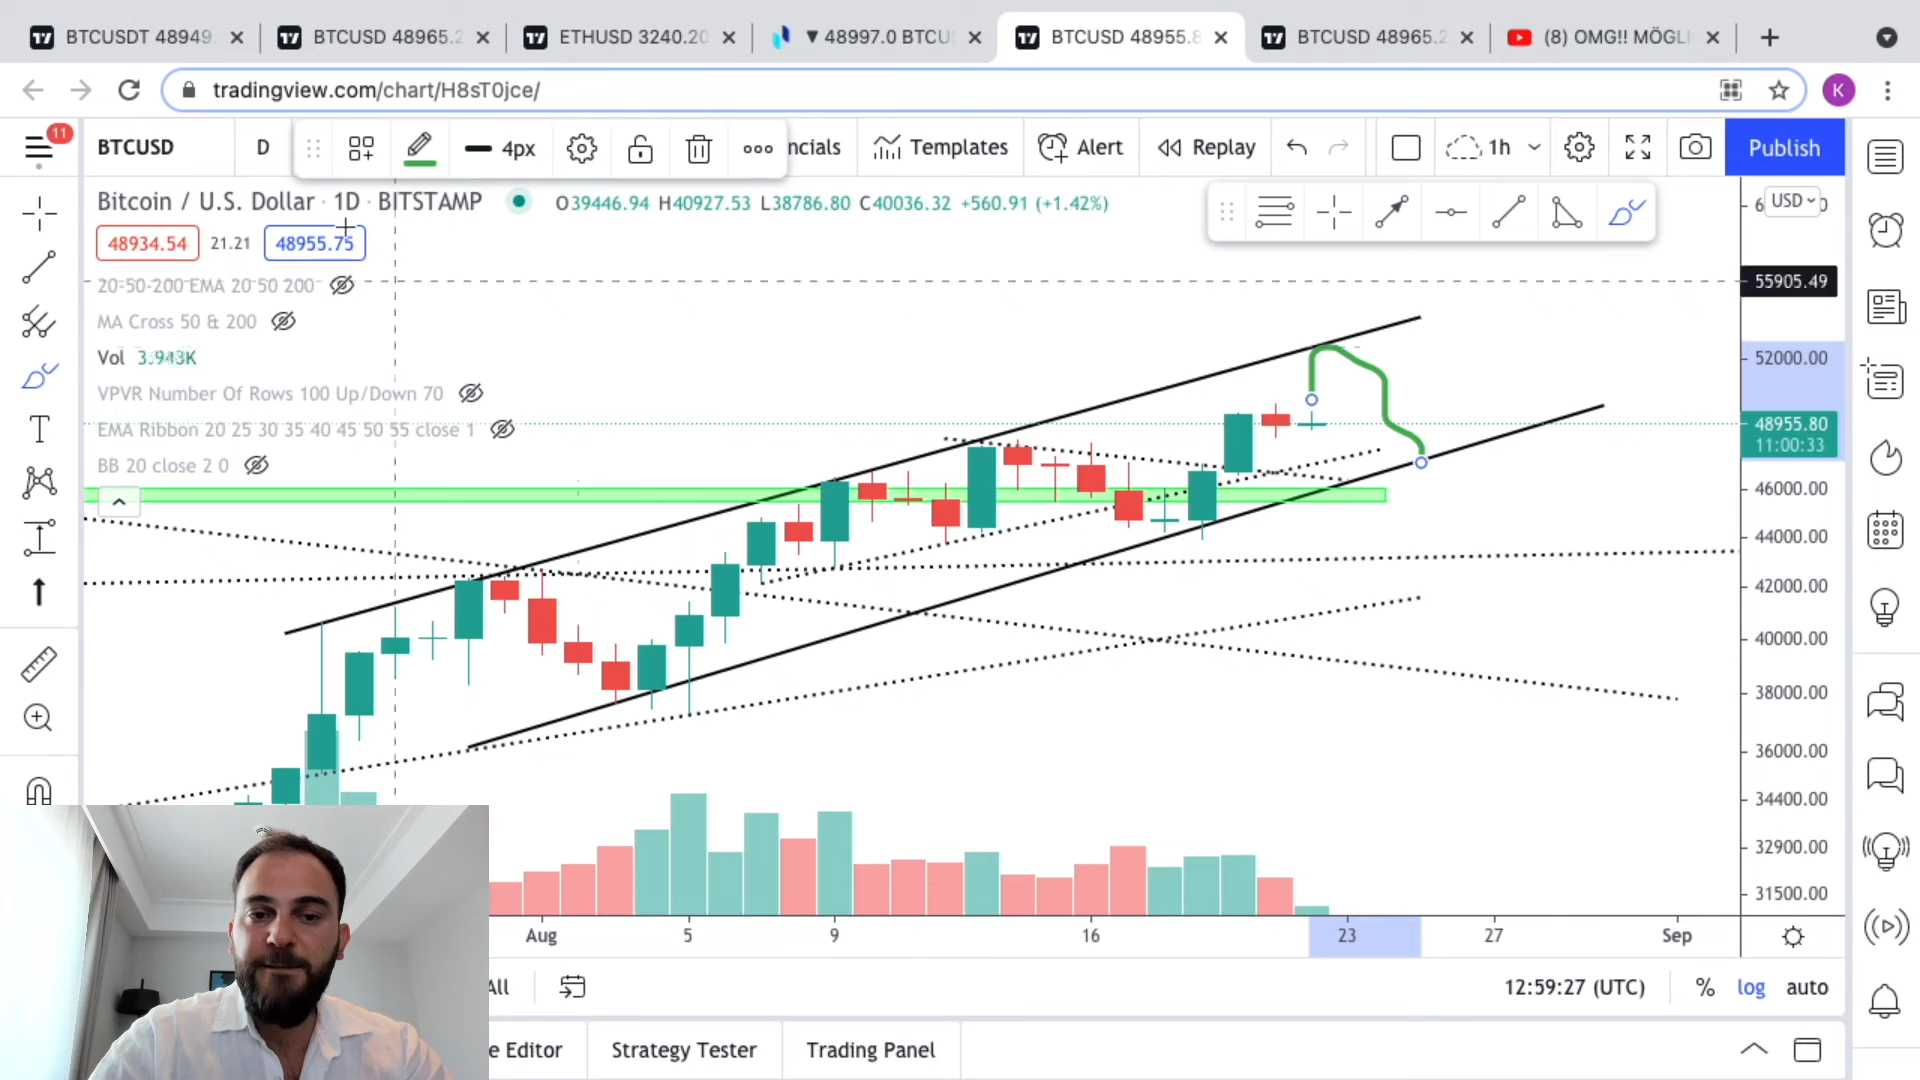 BTCUSDT 48949.
BTCUSD 48965.2
ETHUSD 3240.20
▼ 48997.0 BTCUS
BTCUSD 48955.8
BTCUSD 48965.2
(8) OMG!! MÖGLI
tradingview.com/chart/H8sT0jce/
K
11
BTCUSD
D
4px
ncials
Templates
Alert
Replay
1h
Publish
Bitcoin / U.S. Dollar · 1D · BITSTAMP
O39446.94 H40927.53 L38786.80 C40036.32 +560.91 (+1.42%)
USD
48934.54
21.21
48955.75
20-50-200 EMA 20 50 200
55905.49
MA Cross 50 & 200
Vol 3.943K
52000.00
VPVR Number Of Rows 100 Up/Down 70
48955.80
EMA Ribbon 20 25 30 35 40 45 50 55 close 1
11:00:33
BB 20 close 2 0
46000.00
44000.00
42000.00
40000.00
38000.00
36000.00
34400.00
32900.00
31500.00
Aug
5
9
16
23
27
Sep
All
12:59:27 (UTC)
%
log
auto
e Editor
Strategy Tester
Trading Panel